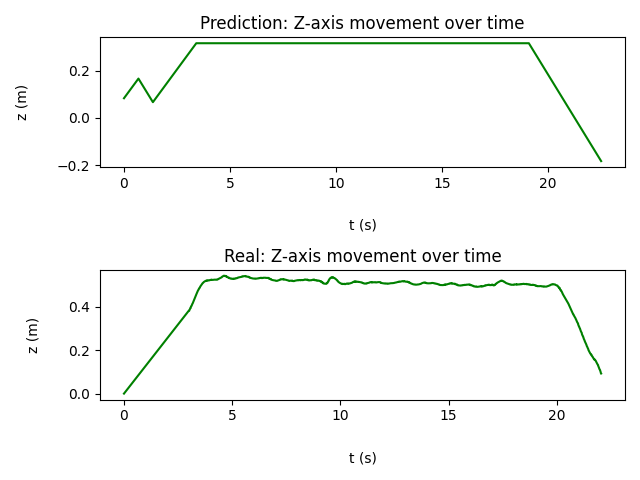 Prediction: Z-axis movement over time
0.2
0.0
−0.2
z (m)
0 5 10 15 20
t (s)
Real: Z-axis movement over time
0.4
0.2
0.0
z (m)
0 5 10 15 20
t (s)